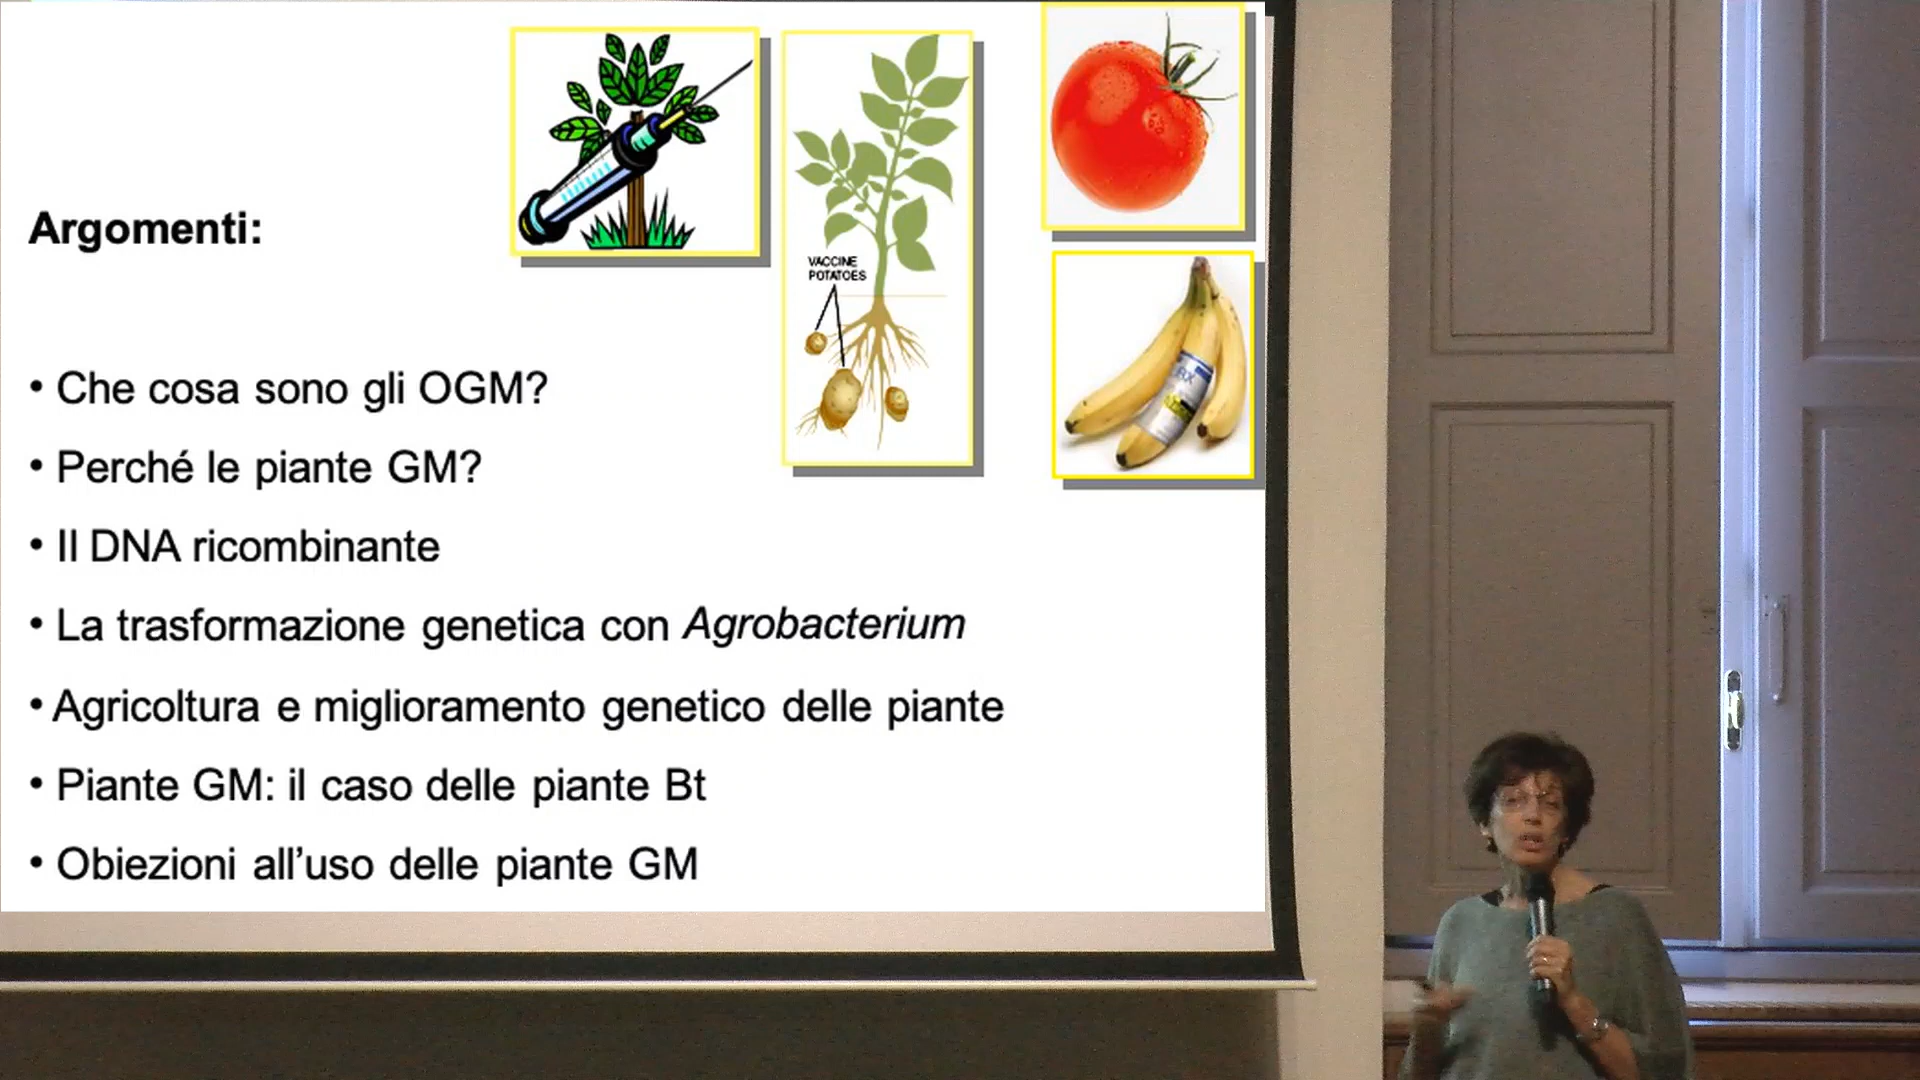 Argomenti:
VACCINE
POTATOES
• Che cosa sono gli OGM?
• Perché le piante GM?
• Il DNA ricombinante
• La trasformazione genetica con Agrobacterium
• Agricoltura e miglioramento genetico delle piante
• Piante GM: il caso delle piante Bt
• Obiezioni all’uso delle piante GM